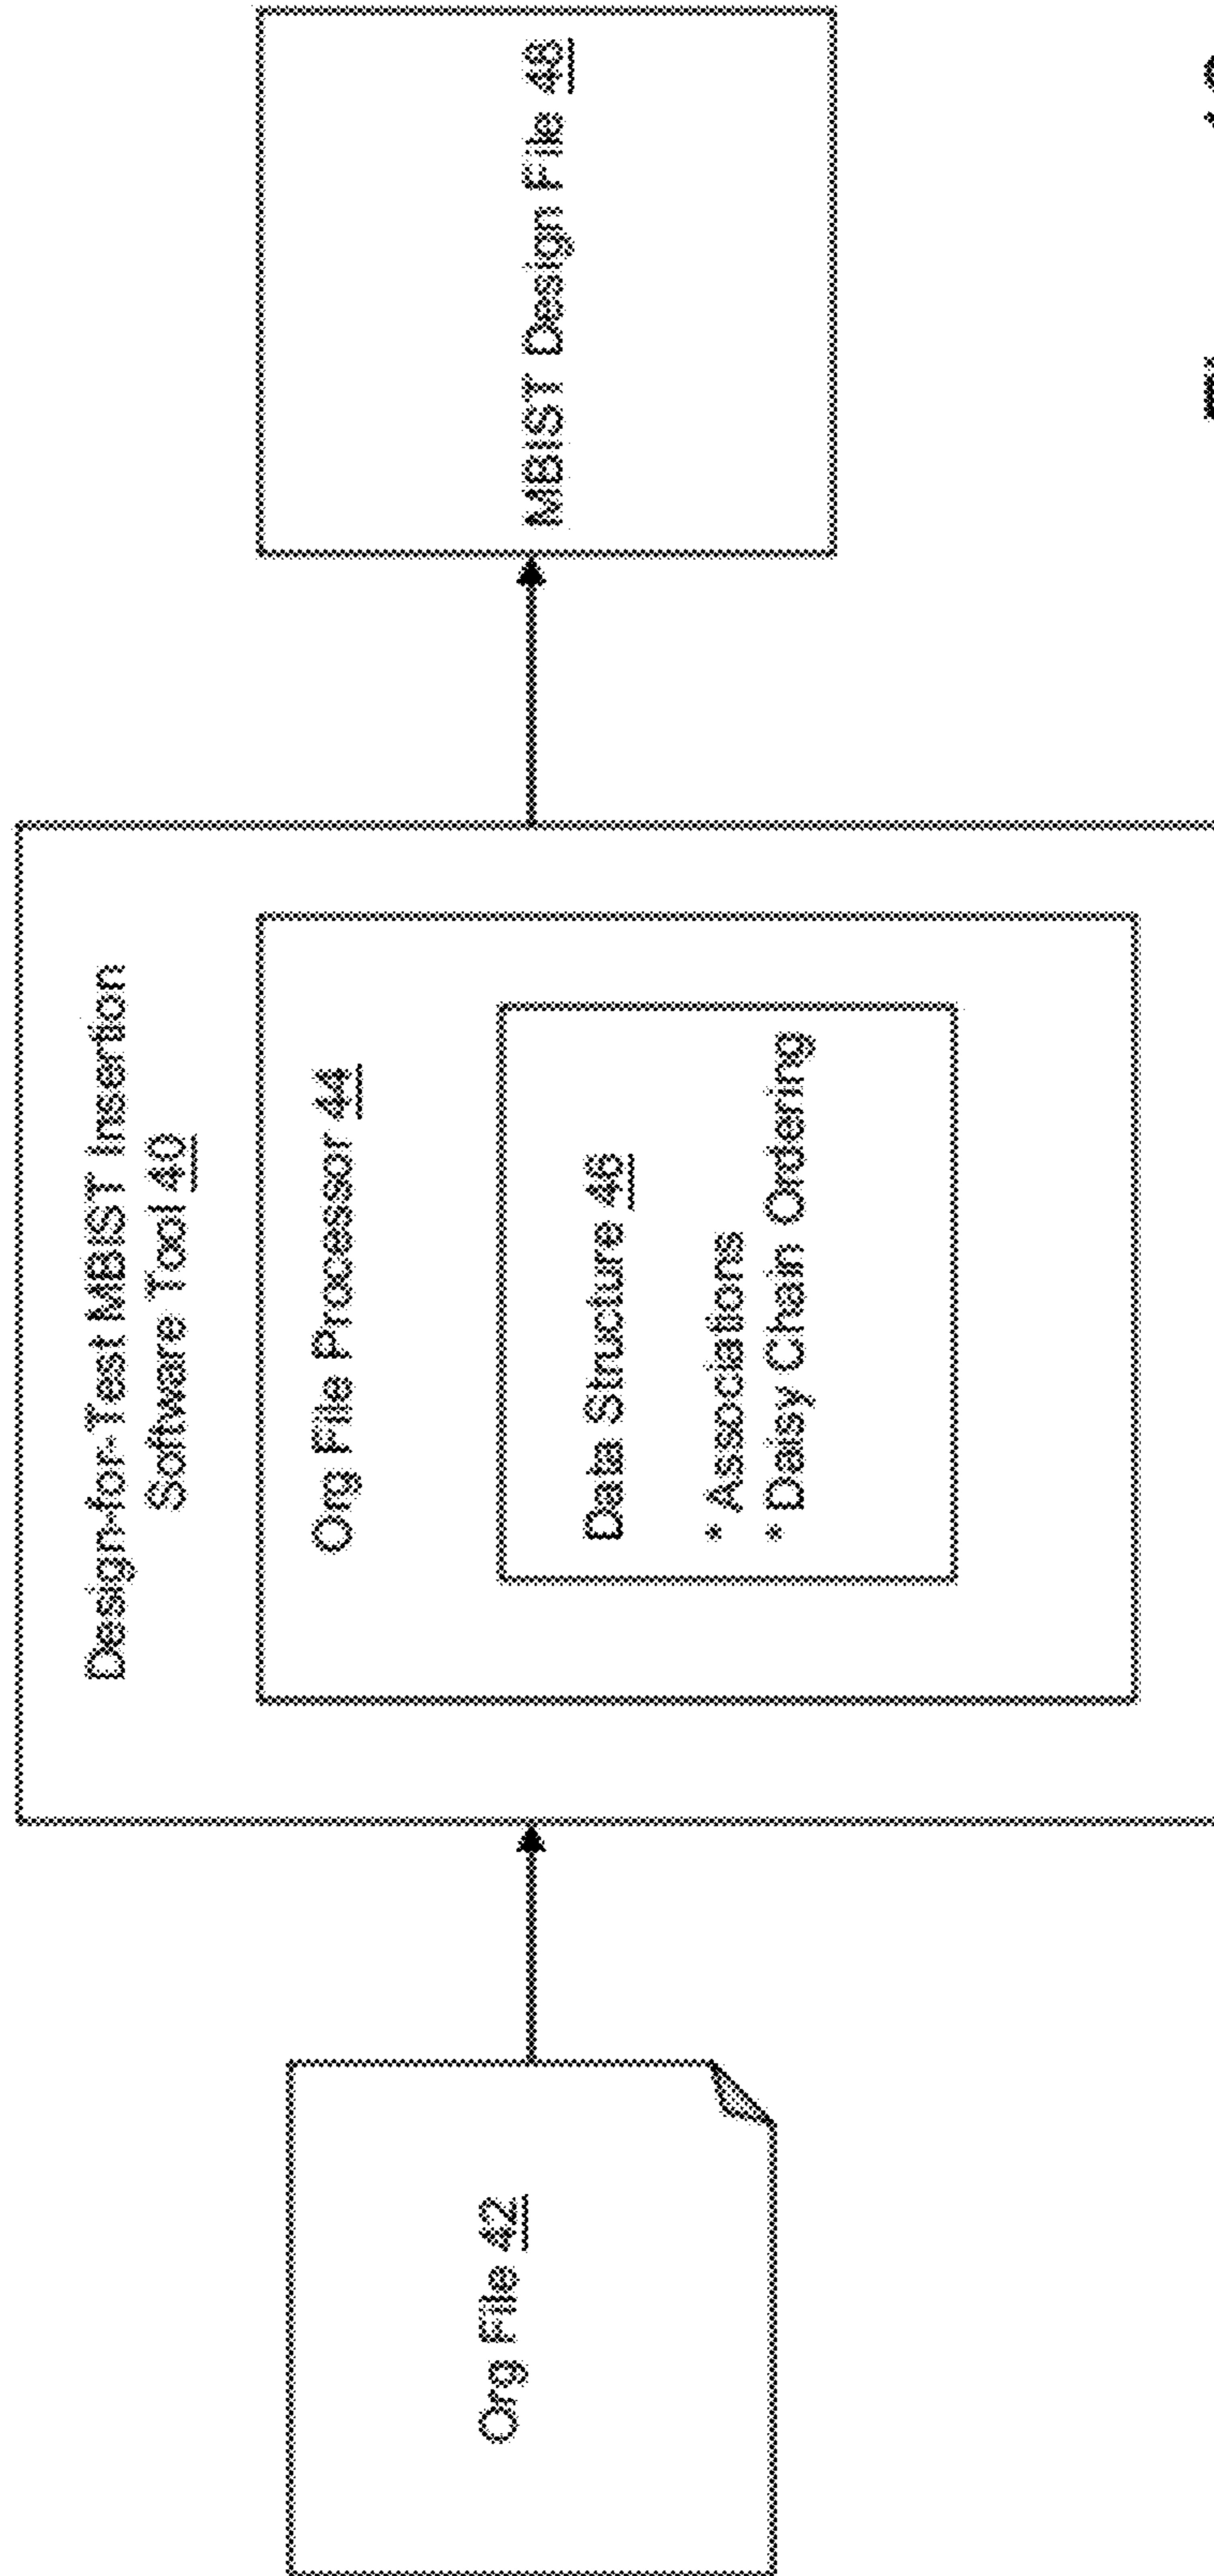 Design-for-Test MBIST Insertion
Software Tool 40
Org File 42
Org File Processor 44
Data Structure 46
* Associations
* Daisy Chain Ordering
MBIST Design File 48